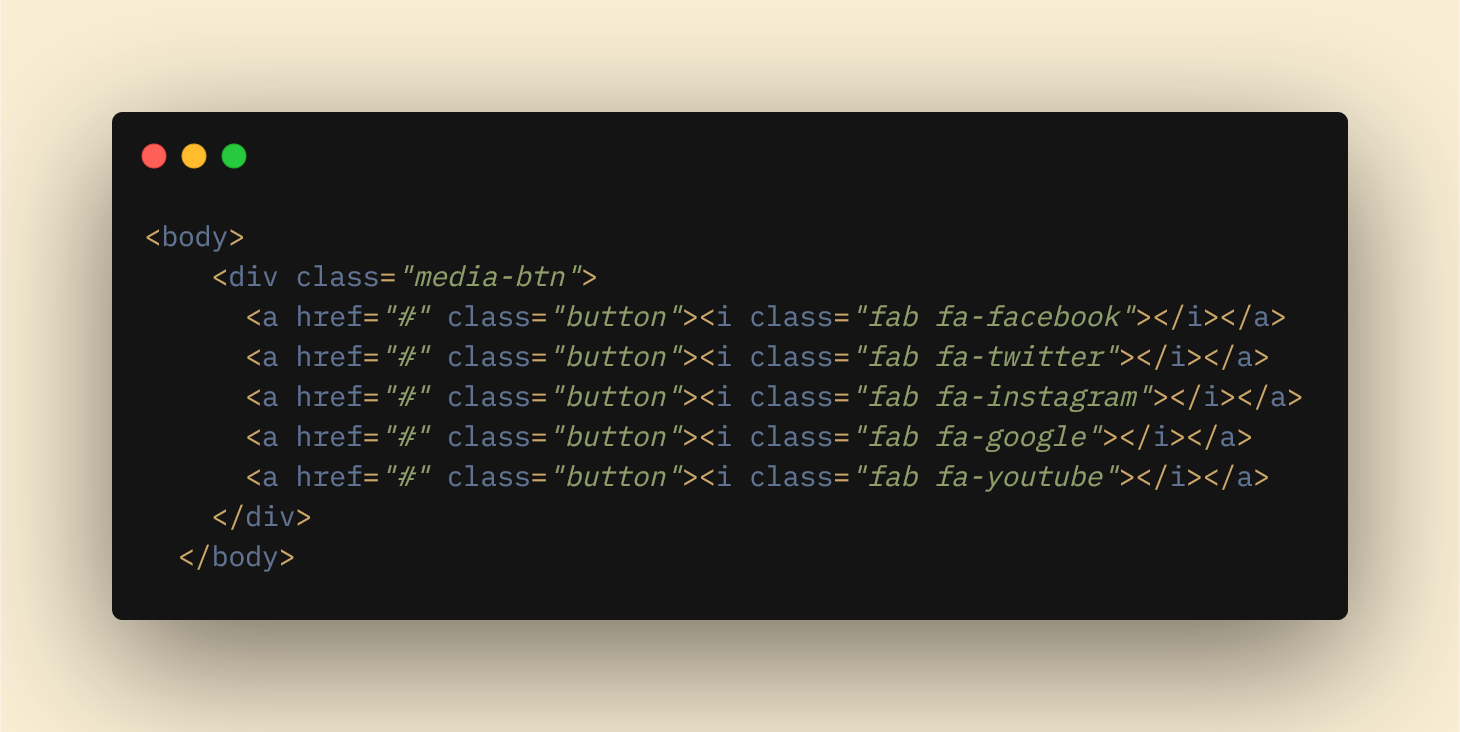 <body>
    <div class="media-btn">
      <a href="#" class="button"><i class="fab fa-facebook"></i></a>
      <a href="#" class="button"><i class="fab fa-twitter"></i></a>
      <a href="#" class="button"><i class="fab fa-instagram"></i></a>
      <a href="#" class="button"><i class="fab fa-google"></i></a>
      <a href="#" class="button"><i class="fab fa-youtube"></i></a>
    </div>
  </body>